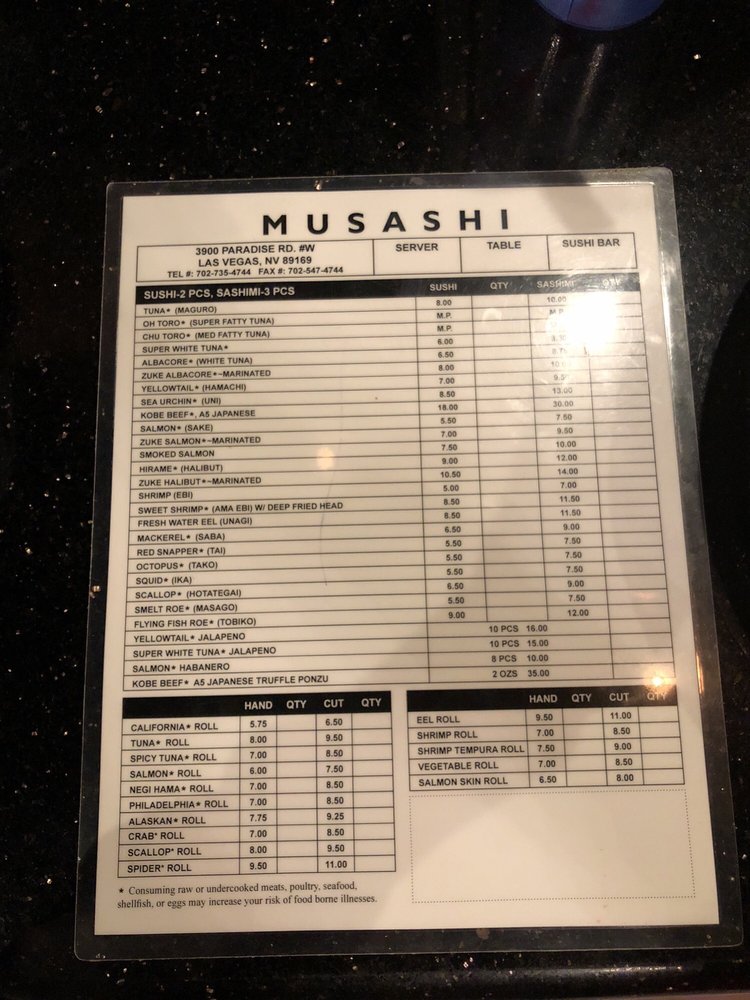 MUSASHI
3900 PARADISE RD. #W
LAS VEGAS, NV 89169
TEL #: 702-735-4744 FAX #: 702-547-4744
SERVER TABLE SUSHI BAR
SUSHI-2 PCS, SASHIMI-3 PCS SUSHI QTY SASHIMI QTY
TUNA★ (MAGURO) 8.00 10.00
OH TORO★ (SUPER FATTY TUNA) M.P. M.P.
CHU TORO★ (MED FATTY TUNA) M.P.
SUPER WHITE TUNA★ 6.00
ALBACORE★ (WHITE TUNA) 6.50
ZUKE ALBACORE★~MARINATED 8.00
YELLOWTAIL★ (HAMACHI) 7.00
SEA URCHIN★ (UNI) 8.50 13.00
KOBE BEEF★, A5 JAPANESE 18.00 30.00
SALMON★ (SAKE) 5.50 7.50
ZUKE SALMON★~MARINATED 7.00 9.50
SMOKED SALMON 7.50 10.00
HIRAME★ (HALIBUT) 9.00 12.00
ZUKE HALIBUT★~MARINATED 10.50 14.00
SHRIMP (EBI) 5.00 7.00
SWEET SHRIMP★ (AMA EBI) W/ DEEP FRIED HEAD 8.50 11.50
FRESH WATER EEL (UNAGI) 8.50 11.50
MACKEREL★ (SABA) 6.50 9.00
RED SNAPPER★ (TAI) 5.50 7.50
OCTOPUS★ (TAKO) 5.50 7.50
SQUID★ (IKA) 5.50 7.50
SCALLOP★ (HOTATEGAI) 6.50 9.00
SMELT ROE★ (MASAGO) 5.50 7.50
FLYING FISH ROE★ (TOBIKO) 9.00 12.00
YELLOWTAIL★ JALAPENO 10 PCS 16.00
SUPER WHITE TUNA★ JALAPENO 10 PCS 15.00
SALMON★ HABANERO 8 PCS 10.00
KOBE BEEF★ A5 JAPANESE TRUFFLE PONZU 2 OZS 35.00
HAND QTY CUT QTY
CALIFORNIA★ ROLL 5.75 6.50
TUNA★ ROLL 8.00 9.50
SPICY TUNA★ ROLL 7.00 8.50
SALMON★ ROLL 6.00 7.50
NEGI HAMA★ ROLL 7.00 8.50
PHILADELPHIA★ ROLL 7.00 8.50
ALASKAN★ ROLL 7.75 9.25
CRAB* ROLL 7.00 8.50
SCALLOP* ROLL 8.00 9.50
SPIDER* ROLL 9.50 11.00
HAND QTY CUT QTY
EEL ROLL 9.50 11.00
SHRIMP ROLL 7.00 8.50
SHRIMP TEMPURA ROLL 7.50 9.00
VEGETABLE ROLL 7.00 8.50
SALMON SKIN ROLL 6.50 8.00
★ Consuming raw or undercooked meats, poultry, seafood,
shellfish, or eggs may increase your risk of food borne illnesses.